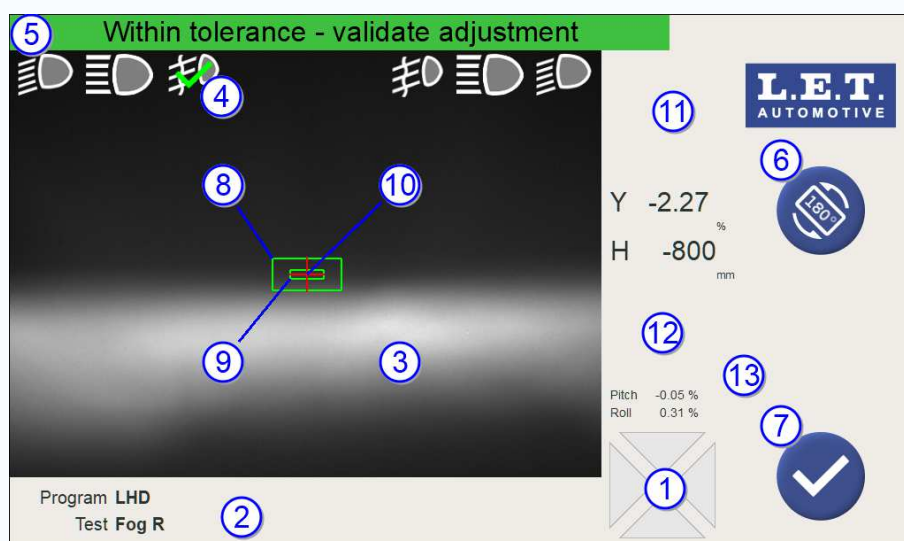 5
Within tolerance - validate adjustment
4
11
L.E.T.
AUTOMOTIVE
6
180°
8
10
Y -2.27
%
H -800
mm
9
3
12
13
Pitch -0.05 %
Roll 0.31 %
7
1
Program LHD
Test Fog R
2